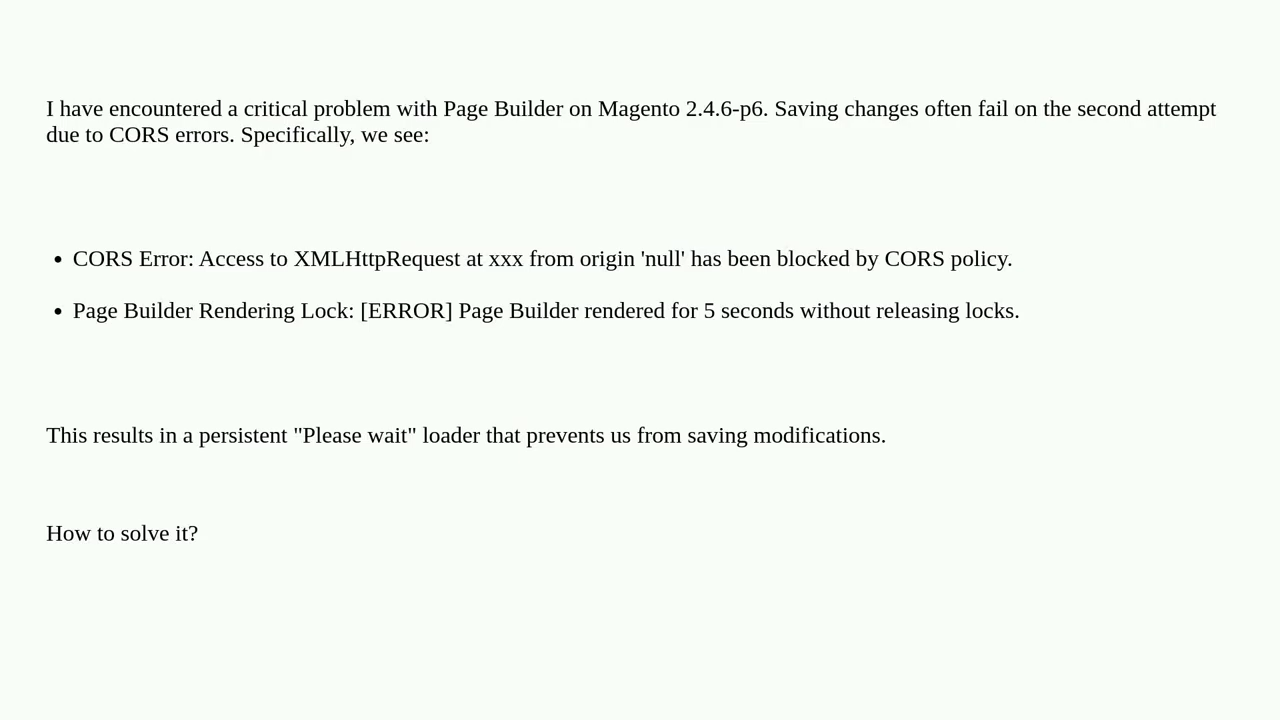 I have encountered a critical problem with Page Builder on Magento 2.4.6-p6. Saving changes often fail on the second attempt
due to CORS errors. Specifically, we see:
• CORS Error: Access to XMLHttpRequest at xxx from origin 'null' has been blocked by CORS policy.
• Page Builder Rendering Lock: [ERROR] Page Builder rendered for 5 seconds without releasing locks.
This results in a persistent "Please wait" loader that prevents us from saving modifications.
How to solve it?